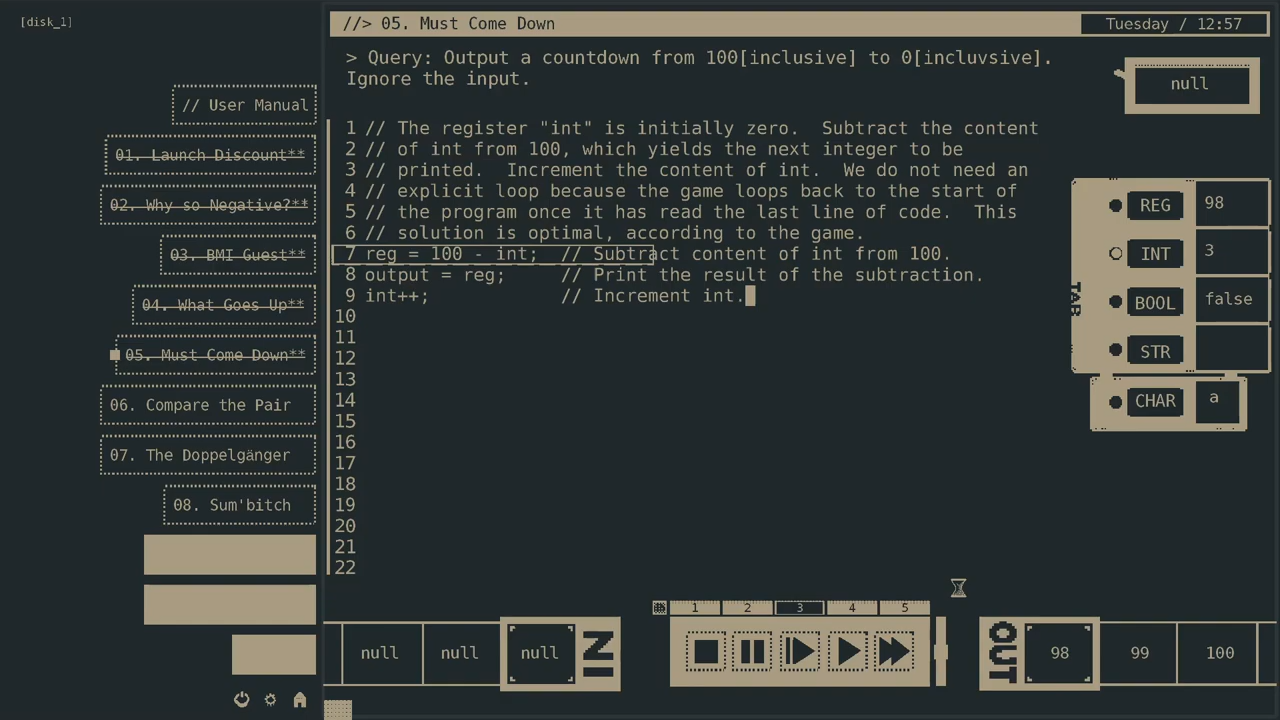 [disk_1]
//> 05. Must Come Down
Tuesday / 12:57
> Query: Output a countdown from 100[inclusive] to 0[incluvsive].
Ignore the input.
null
// User Manual
01. Launch Discount**
02. Why so Negative?**
03. BMI Guest**
04. What Goes Up**
05. Must Come Down**
06. Compare the Pair
07. The Doppelgänger
08. Sum'bitch
1 // The register "int" is initially zero.  Subtract the content
2 // of int from 100, which yields the next integer to be
3 // printed.  Increment the content of int.  We do not need an
4 // explicit loop because the game loops back to the start of
5 // the program once it has read the last line of code.  This
6 // solution is optimal, according to the game.
7 reg = 100 - int;  // Subtract content of int from 100.
8 output = reg;     // Print the result of the subtraction.
9 int++;            // Increment int.
10
11
12
13
14
15
16
17
18
19
20
21
22
TAB
REG 98
INT 3
BOOL false
STR
CHAR a
null null null IN
1 2 3 4 5
OUT 98 99 100